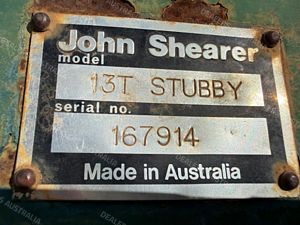 John Shearer
model
13T STUBBY
serial no.
167914
Made in Australia